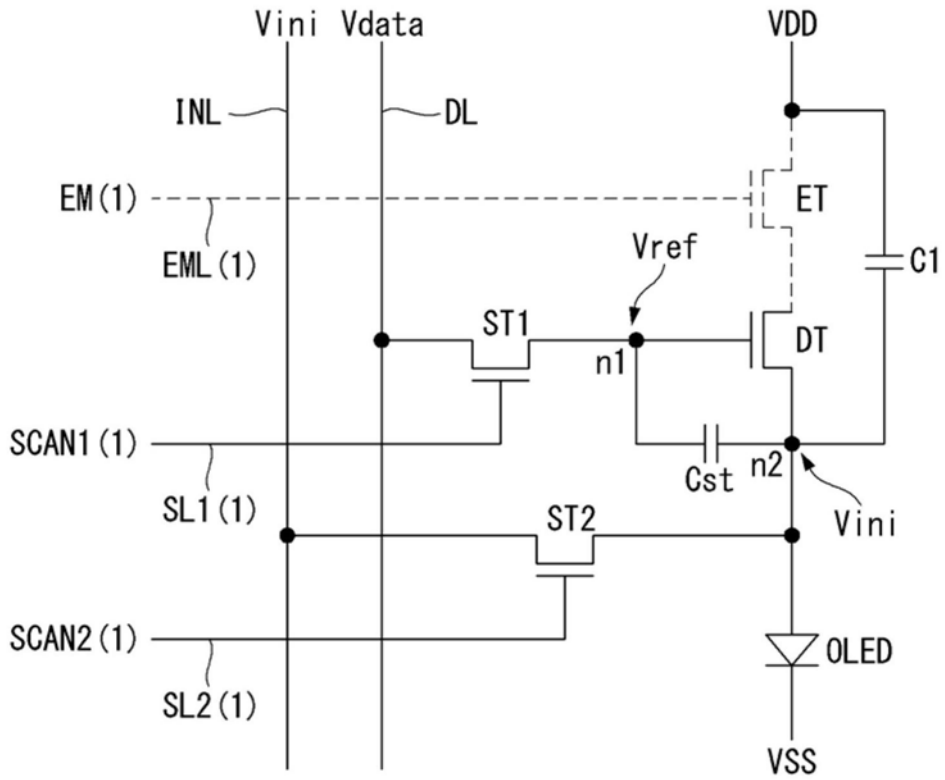 Vini Vdata VDD
INL DL
EM(1) ET
EML(1) Vref C1
ST1 DT
n1
SCAN1(1) n2
Cst
SL1(1) ST2 Vini
SCAN2(1) OLED
SL2(1)
VSS